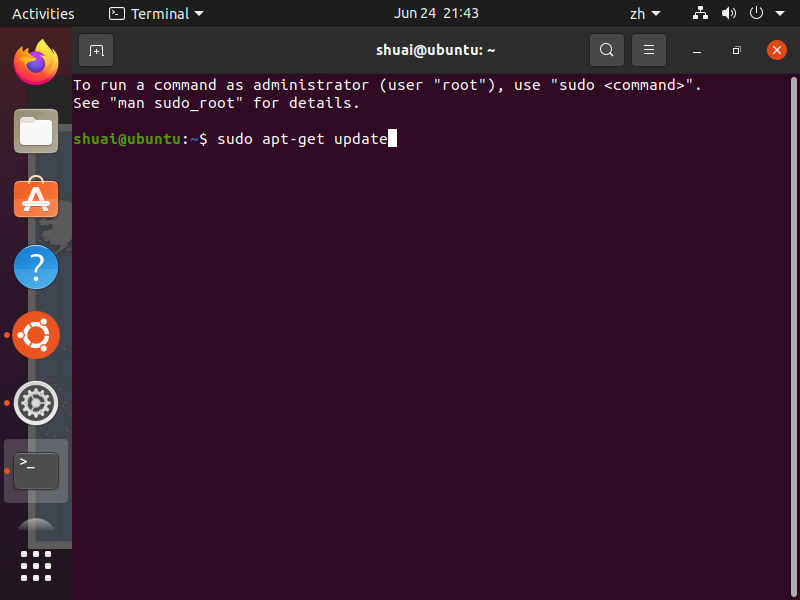 Activities Terminal Jun 24 21:43 zh
shuai@ubuntu: ~
To run a command as administrator (user "root"), use "sudo <command>".
See "man sudo_root" for details.
shuai@ubuntu:~$ sudo apt-get update